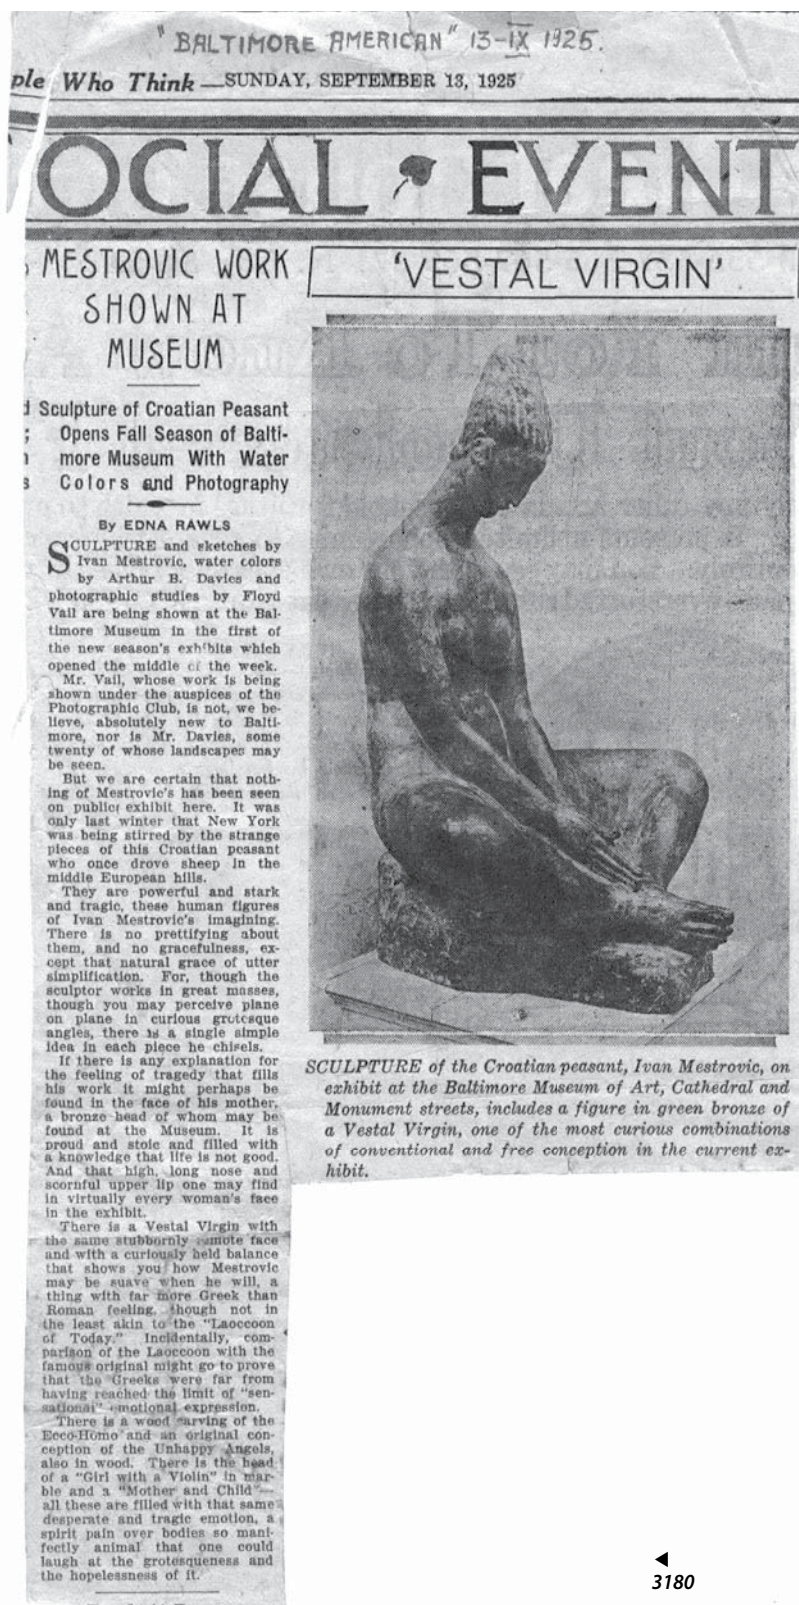 "BALTIMORE AMERICAN" 13-IX 1925.
ple Who Think — SUNDAY, SEPTEMBER 13, 1925
OCIAL EVENT
MESTROVIC WORK
SHOWN AT
MUSEUM
Sculpture of Croatian Peasant
Opens Fall Season of Balti-
more Museum With Water
Colors and Photography
By EDNA RAWLS
SCULPTURE and sketches by
Ivan Mestrovic, water colors
by Arthur B. Davies and
photographic studies by Floyd
Vail are being shown at the Bal-
timore Museum in the first of
the new season's exhibits which
opened the middle of the week.
Mr. Vail, whose work is being
shown under the auspices of the
Photographic Club, is not, we be-
lieve, absolutely new to Balti-
more, nor is Mr. Davies, some
twenty of whose landscapes may
be seen.
But we are certain that noth-
ing of Mestrovic's has been seen
on public exhibit here. It was
only last winter that New York
was being stirred by the strange
pieces of this Croatian peasant
who once drove sheep in the
middle European hills.
They are powerful and stark
and tragic, these human figures
of Ivan Mestrovic's imagining.
There is no prettifying about
them, and no gracefulness, ex-
cept that natural grace of utter
simplification. For, though the
sculptor works in great masses,
though you may perceive plane
on plane in curious grotesque
angles, there is a single simple
idea in each piece he chisels.
If there is any explanation for
the feeling of tragedy that fills
his work it might perhaps be
found in the face of his mother,
a bronze head of whom may be
found at the Museum. It is
proud and stoic and filled with
a knowledge that life is not good.
And that high, long nose and
scornful upper lip one may find
in virtually every woman's face
in the exhibit.
There is a Vestal Virgin with
the same stubbornly remote face
and with a curiously held balance
that shows you how Mestrovic
may be suave when he will, a
thing with far more Greek than
Roman feeling, though not in
the least akin to the "Laoccoon
of Today." Incidentally, com-
parison of the Laoccoon with the
famous original might go to prove
that the Greeks were far from
having reached the limit of "sen-
sational" emotional expression.
There is a wood carving of the
Ecco-Homo and an original con-
ception of the Unhappy Angels,
also in wood. There is the head
of a "Girl with a Violin" in mar-
ble and a "Mother and Child"—
all these are filled with that same
desperate and tragic emotion, a
spirit pain over bodies so mani-
fectly animal that one could
laugh at the grotesqueness and
the hopelessness of it.
'VESTAL VIRGIN'
SCULPTURE of the Croatian peasant, Ivan Mestrovic, on
exhibit at the Baltimore Museum of Art, Cathedral and
Monument streets, includes a figure in green bronze of
a Vestal Virgin, one of the most curious combinations
of conventional and free conception in the current ex-
hibit.
3180